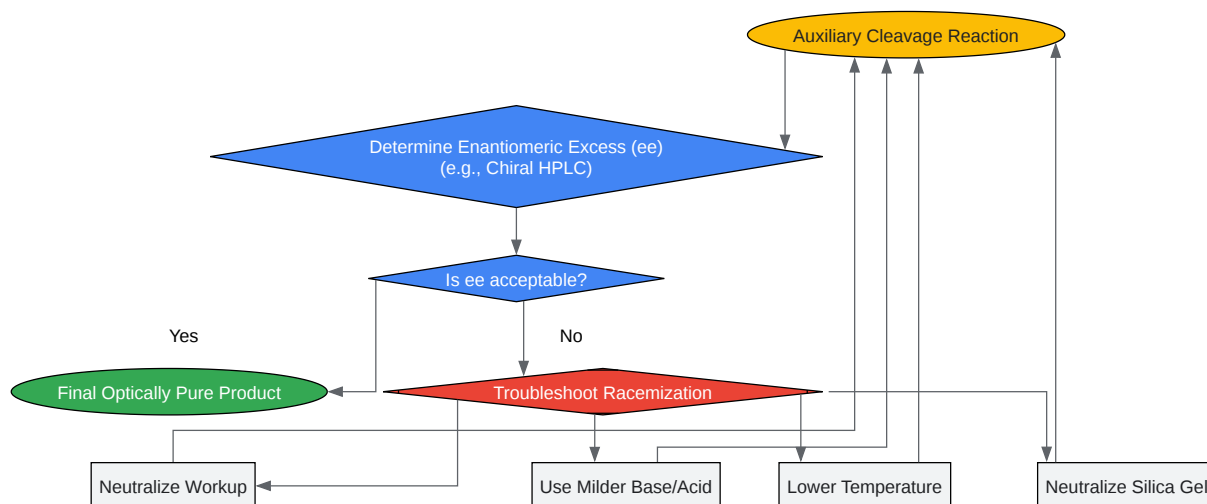 Auxiliary Cleavage Reaction
Determine Enantiomeric Excess (ee)
(e.g., Chiral HPLC)
Is ee acceptable?
Yes
No
Final Optically Pure Product
Troubleshoot Racemization
Neutralize Workup
Use Milder Base/Acid
Lower Temperature
Neutralize Silica Gel